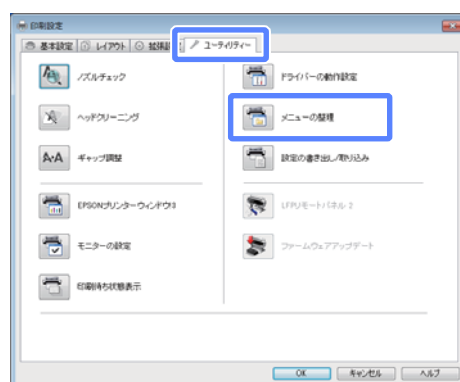 印刷設定
基本設定 レイアウト 拡張設定 ユーティリティー
ノズルチェック
ヘッドクリーニング
ギャップ調整
EPSONプリンターウィンドウ!3
モニターの設定
印刷待ち状態表示
ドライバーの動作設定
メニューの整理
設定の書き出し/取り込み
LFPリモートパネル 2
ファームウェアアップデート
OK キャンセル ヘルプ